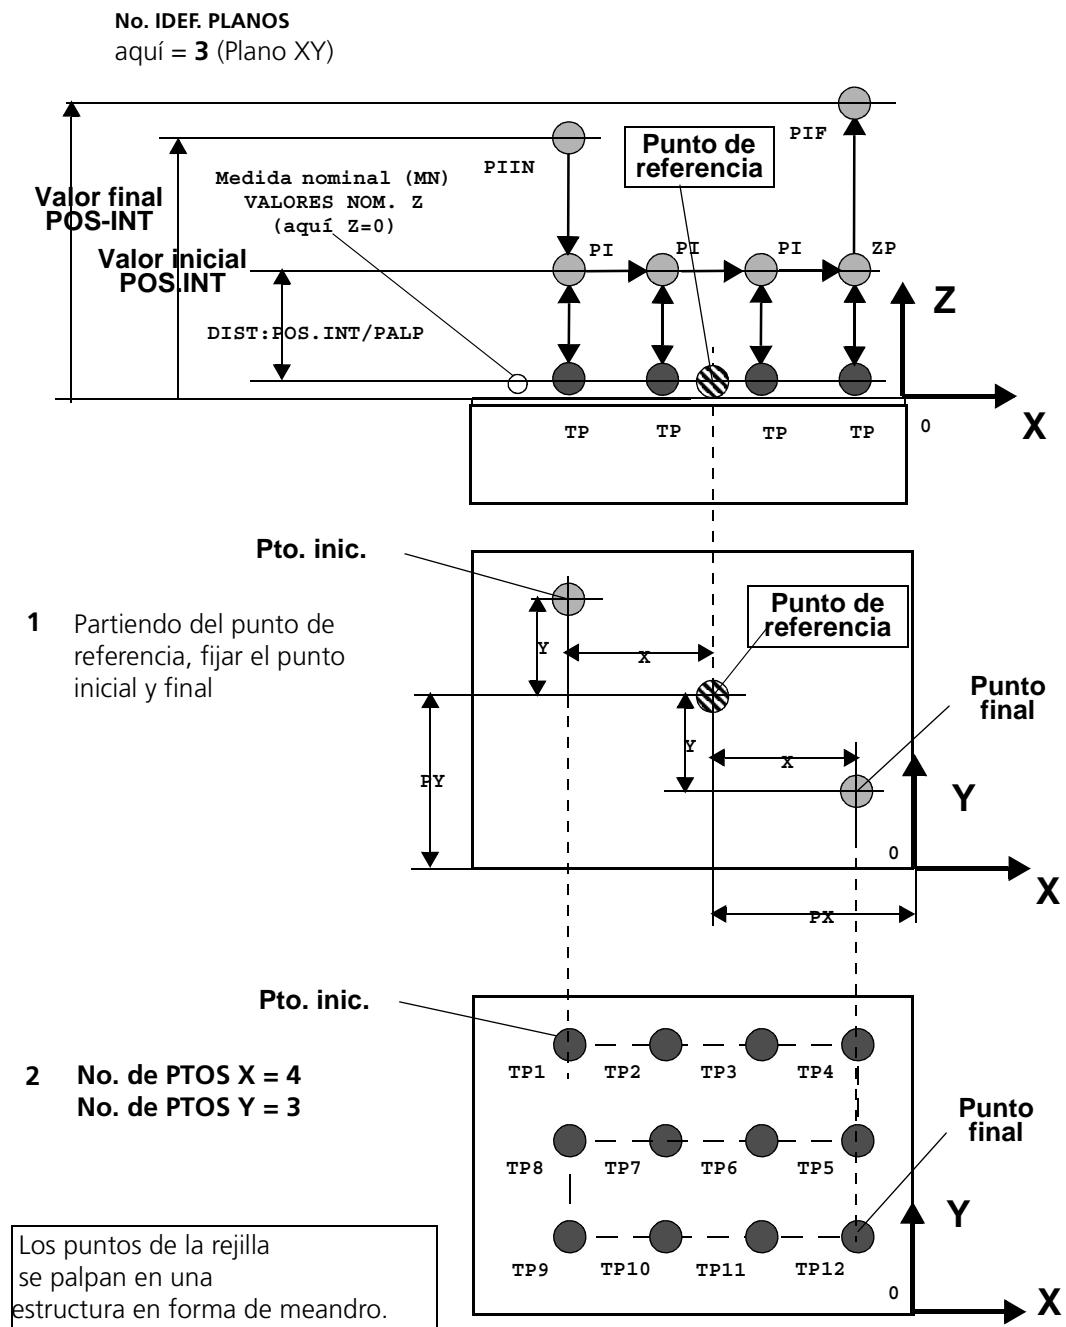 No. IDEF. PLANOS
aquí = 3 (Plano XY)
PIF
Punto de
referencia
PIIN
Medida nominal (MN)
VALORES NOM. Z
(aquí Z=0)
Valor final
POS-INT
Valor inicial
POS.INT
PI
PI
PI
ZP
Z
DIST:POS.INT/PALP
TP
TP
TP
TP
0
X
Pto. inic.
1 Partiendo del punto de
referencia, fijar el punto
inicial y final
Punto de
referencia
Y
X
Punto
final
Y
X
PY
Y
0
X
PX
Pto. inic.
2 No. de PTOS X = 4
No. de PTOS Y = 3
TP1 TP2 TP3 TP4
Punto
final
TP8 TP7 TP6 TP5
Y
TP9 TP10 TP11 TP12
0
X
Los puntos de la rejilla
se palpan en una
estructura en forma de meandro.